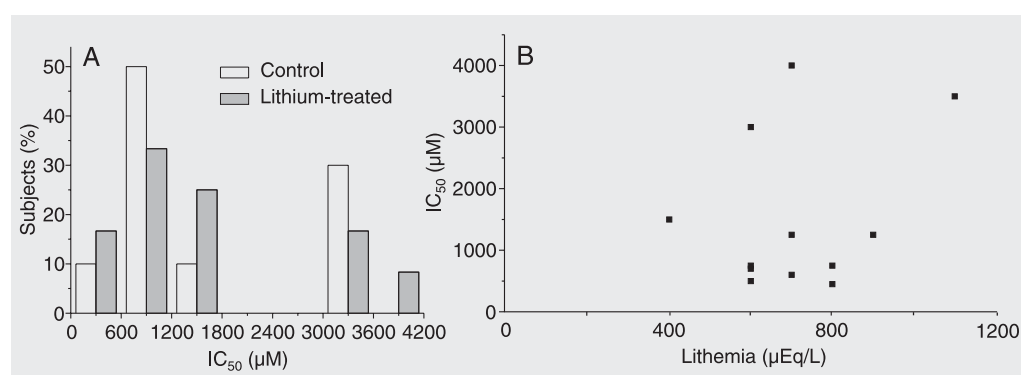 A
B
Control
Lithium-treated
Subjects (%)
50
40
30
20
10
0
0 600 1200 1800 2400 3000 3600 4200
IC₅₀ (µM)
IC₅₀ (µM)
4000
3000
2000
1000
0
0 400 800 1200
Lithemia (µEq/L)